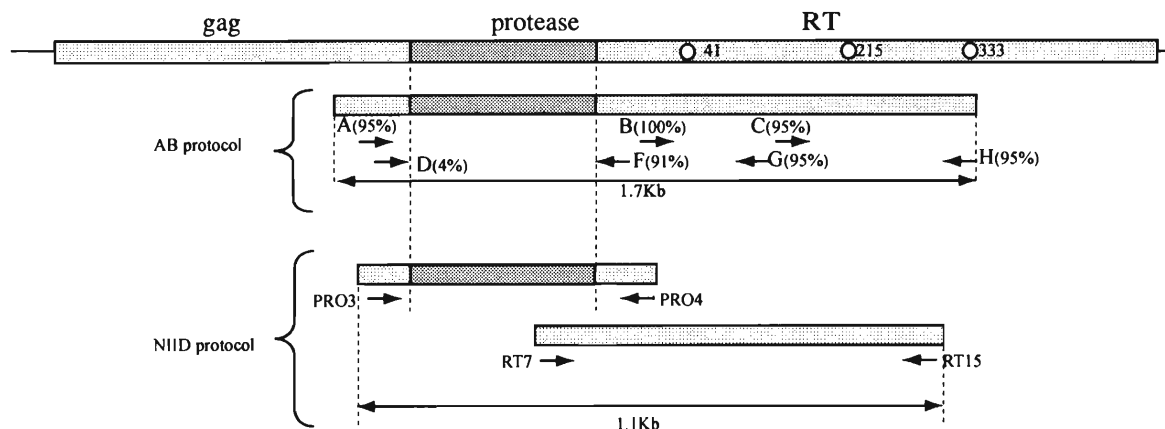 gag protease RT
41 215 333
AB protocol
A(95%) B(100%) C(95%)
D(4%) F(91%) G(95%) H(95%)
1.7Kb
NIID protocol
PRO3 PRO4
RT7 RT15
1.1Kb